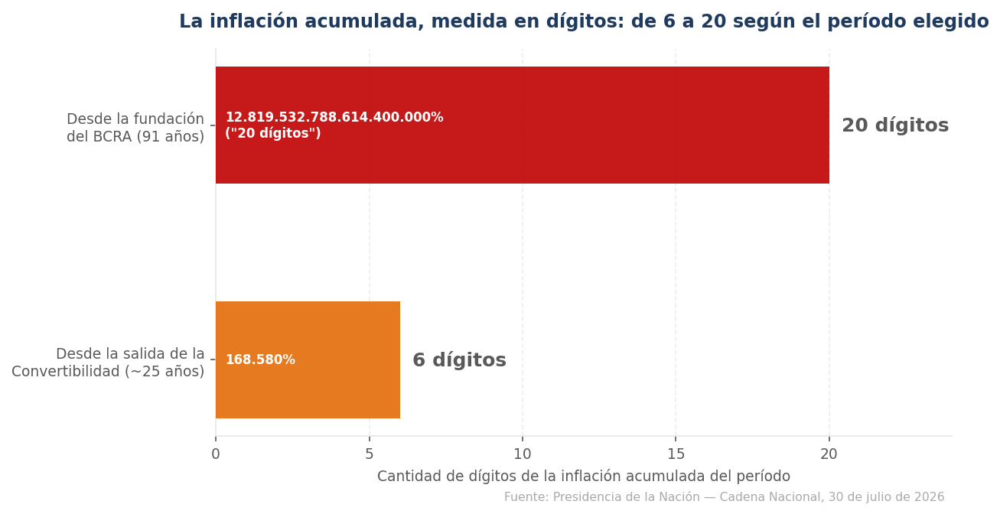 La inflación acumulada, medida en dígitos: de 6 a 20 según el período elegido
Desde la fundación
del BCRA (91 años)
12.819.532.788.614.400.000%
("20 dígitos")
20 dígitos
Desde la salida de la
Convertibilidad (~25 años)
168.580%
6 dígitos
0 5 10 15 20
Cantidad de dígitos de la inflación acumulada del período
Fuente: Presidencia de la Nación — Cadena Nacional, 30 de julio de 2026